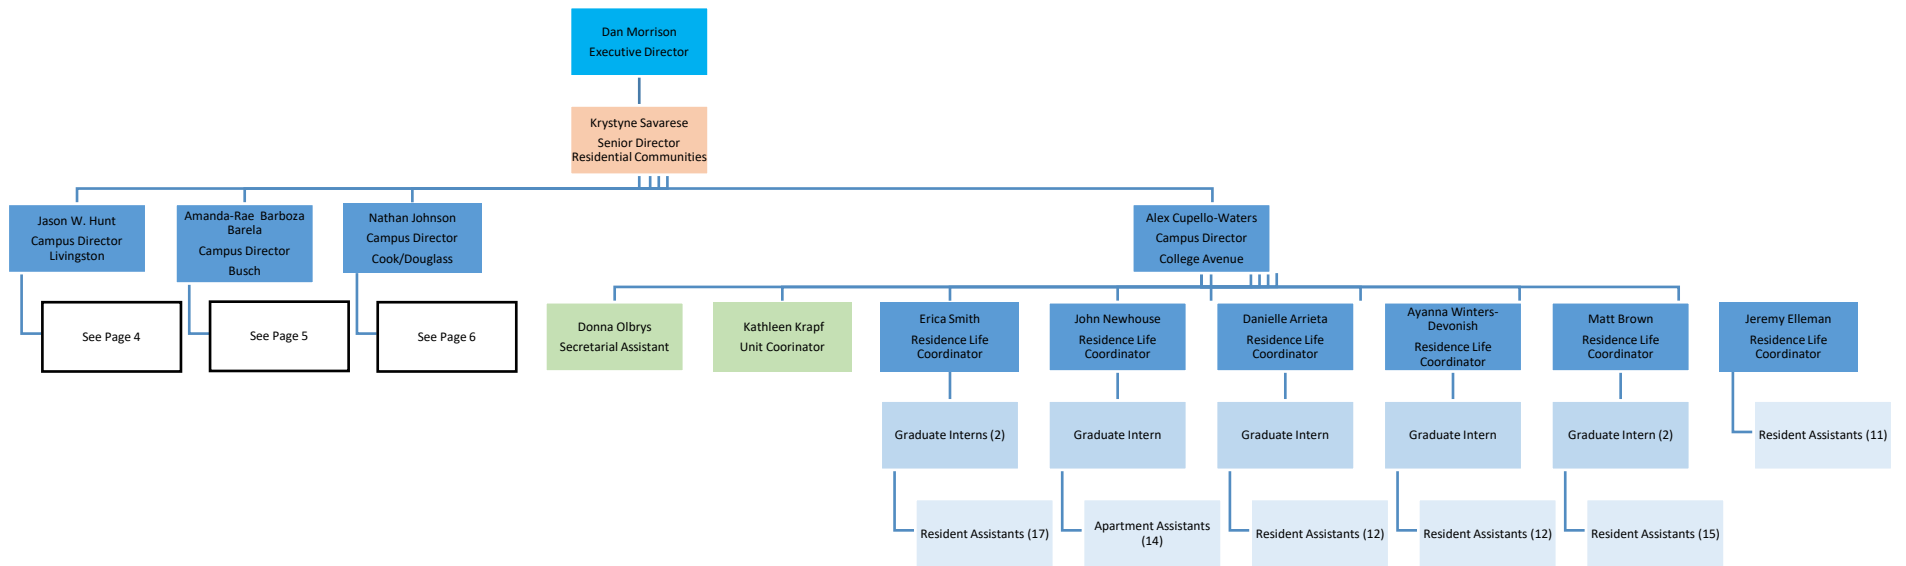 Dan Morrison
Executive Director
Krystyne Savarese
Senior Director
Residential Communities
Jason W. Hunt
Campus Director
Livingston
Amanda-Rae Barboza
Barela
Campus Director
Busch
Nathan Johnson
Campus Director
Cook/Douglass
Alex Cupello-Waters
Campus Director
College Avenue
See Page 4
See Page 5
See Page 6
Donna Olbrys
Secretarial Assistant
Kathleen Krapf
Unit Coorinator
Erica Smith
Residence Life
Coordinator
John Newhouse
Residence Life
Coordinator
Danielle Arrieta
Residence Life
Coordinator
Ayanna Winters-
Devonish
Residence Life
Coordinator
Matt Brown
Residence Life
Coordinator
Jeremy Elleman
Residence Life
Coordinator
Graduate Interns (2)
Graduate Intern
Graduate Intern
Graduate Intern
Graduate Intern (2)
Resident Assistants (11)
Resident Assistants (17)
Apartment Assistants
(14)
Resident Assistants (12)
Resident Assistants (12)
Resident Assistants (15)